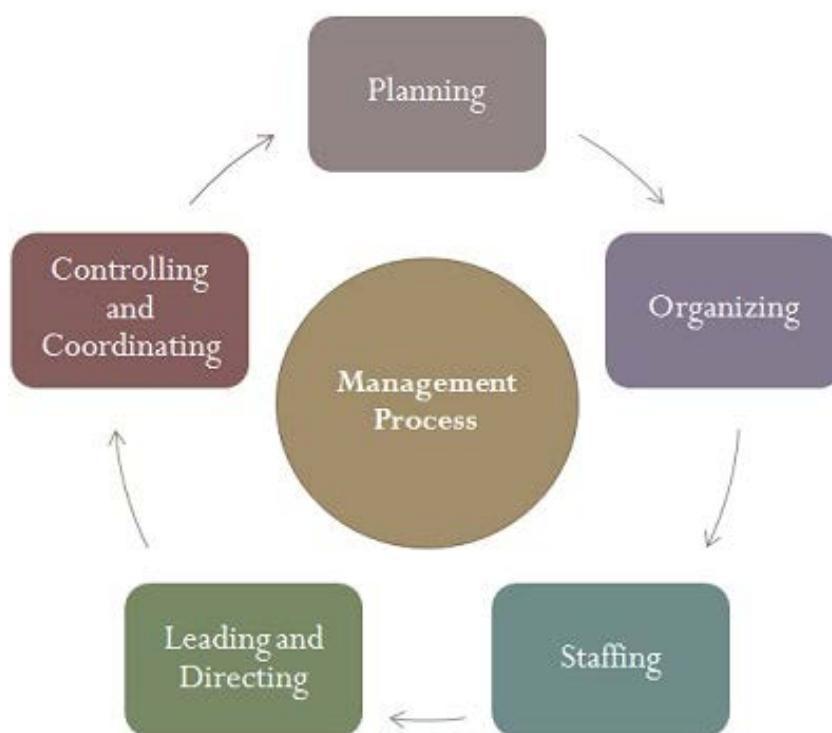 Planning
Organizing
Staffing
Leading and
Directing
Controlling
and
Coordinating
Management
Process